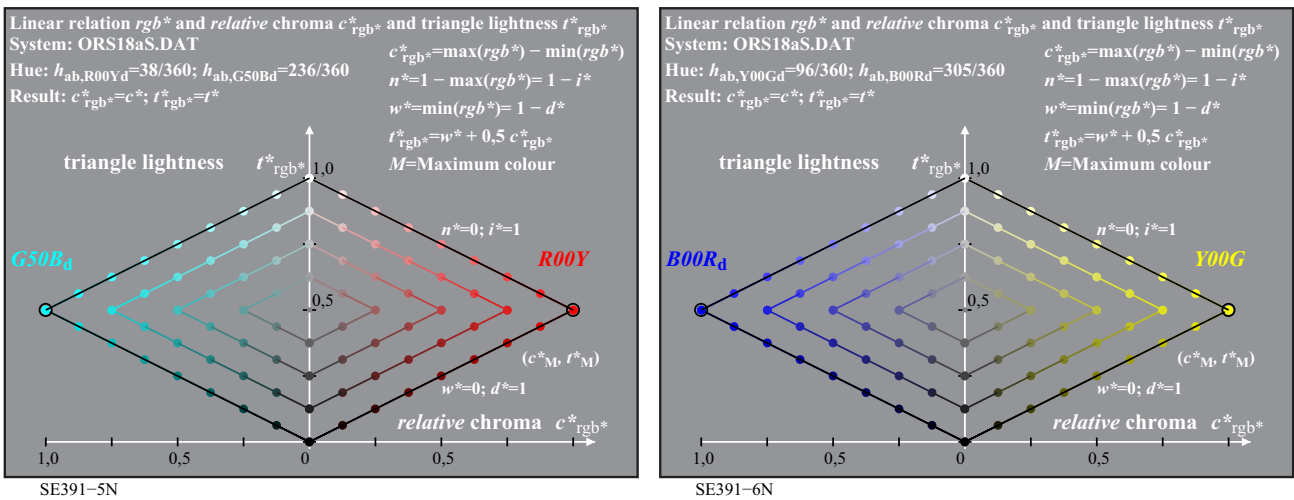 Linear relation rgb* and relative chroma c*rgb* and triangle lightness t*rgb*
System: ORS18aS.DAT
c*rgb*=max(rgb*) − min(rgb*)
Hue: hab,R00Yd=38/360; hab,G50Bd=236/360
n*=1 − max(rgb*)= 1 − i*
Result: c*rgb*=c*; t*rgb*=t*
w*=min(rgb*)= 1 − d*
t*rgb*=w* + 0,5 c*rgb*
triangle lightness t*rgb*
M=Maximum colour
1,0
n*=0; i*=1
G50Bd
R00Y
0,5
(c*M, t*M)
w*=0; d*=1
relative chroma c*rgb*
1,0 0,5 0 0,5
SE391−5N
Linear relation rgb* and relative chroma c*rgb* and triangle lightness t*rgb*
System: ORS18aS.DAT
c*rgb*=max(rgb*) − min(rgb*)
Hue: hab,Y00Gd=96/360; hab,B00Rd=305/360
n*=1 − max(rgb*)= 1 − i*
Result: c*rgb*=c*; t*rgb*=t*
w*=min(rgb*)= 1 − d*
t*rgb*=w* + 0,5 c*rgb*
triangle lightness t*rgb*
M=Maximum colour
1,0
n*=0; i*=1
B00Rd
Y00G
0,5
(c*M, t*M)
w*=0; d*=1
relative chroma c*rgb*
1,0 0,5 0 0,5
SE391−6N